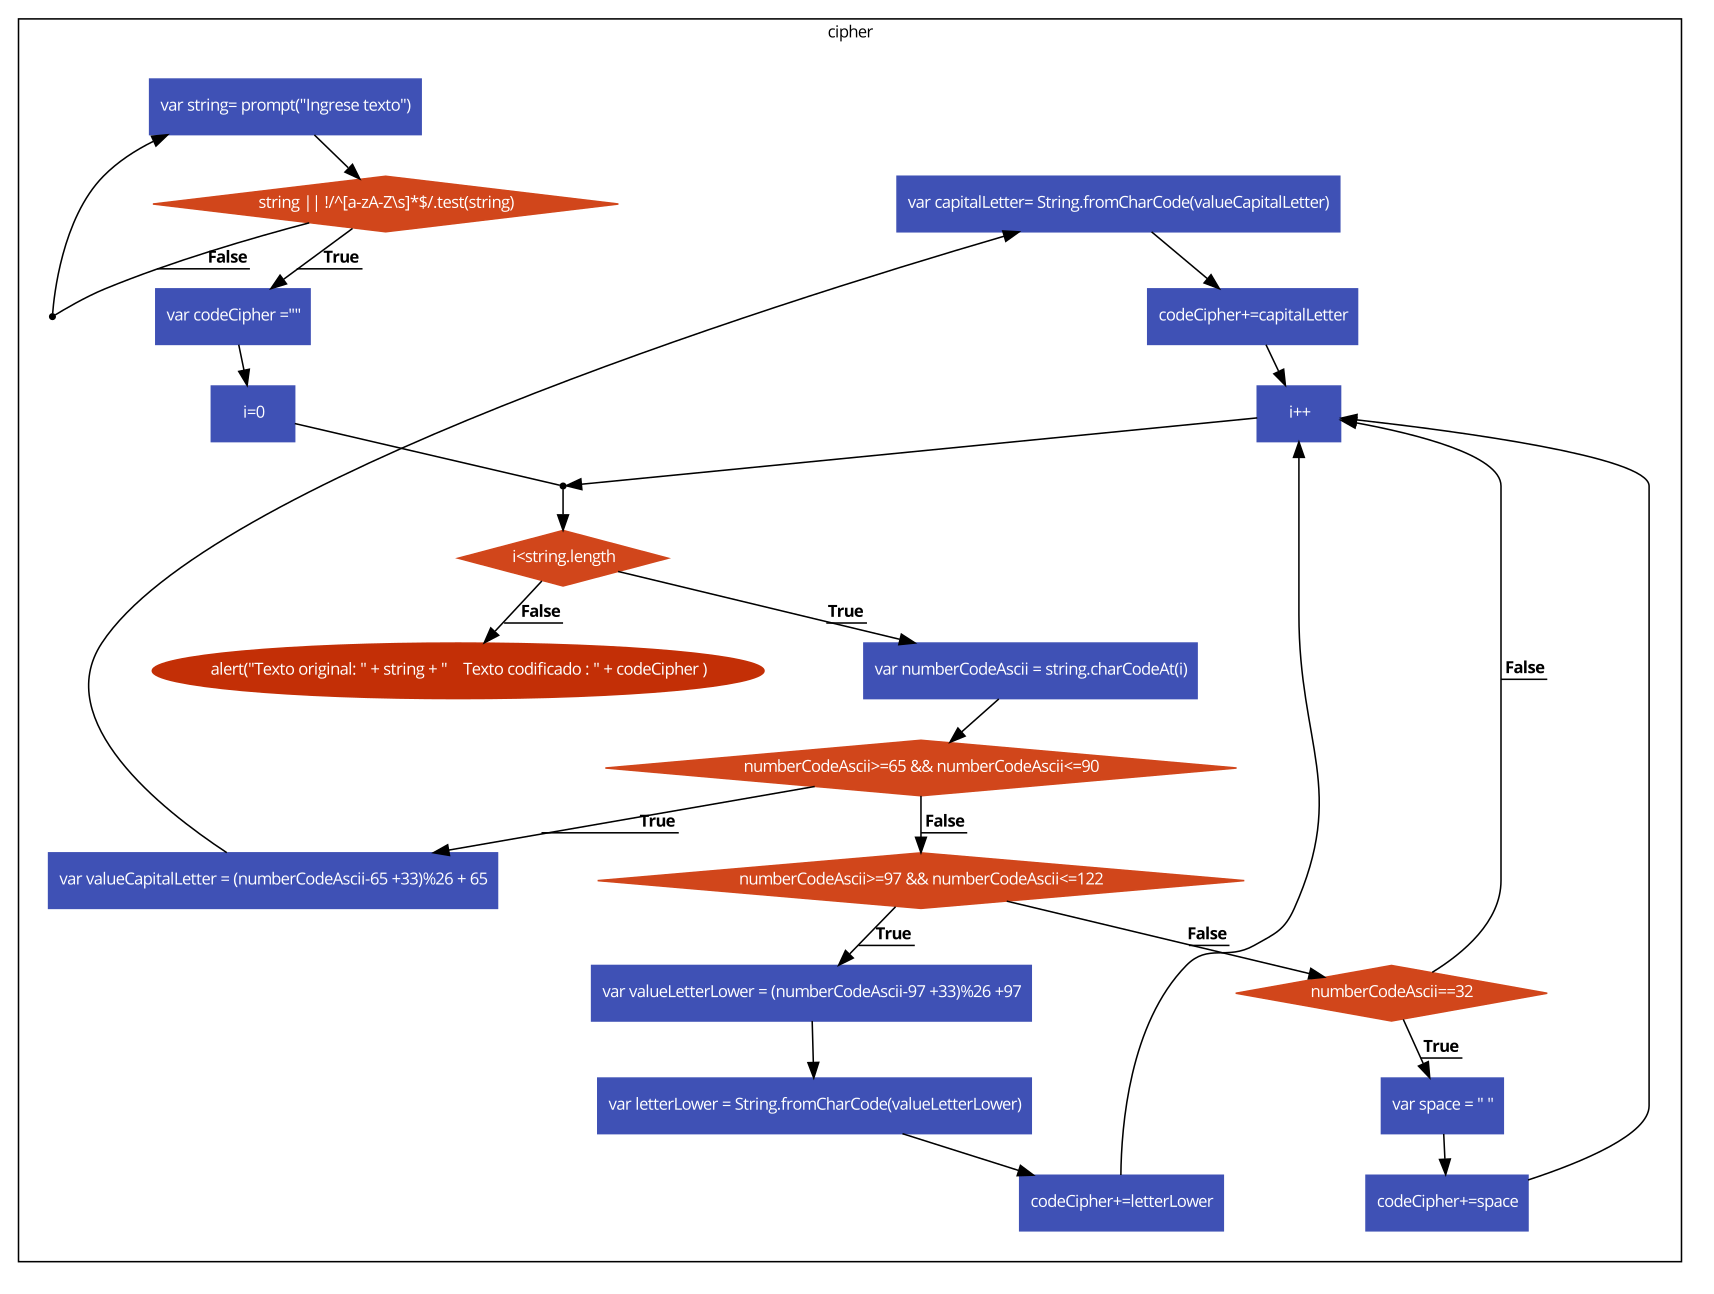 cipher
var string= prompt("Ingrese texto")
string || !/^[a-zA-Z\s]*$/.test(string)
False
True
var codeCipher =""
i=0
var capitalLetter= String.fromCharCode(valueCapitalLetter)
codeCipher+=capitalLetter
i++
i<string.length
False
True
alert("Texto original: " + string + "    Texto codificado : " + codeCipher )
var numberCodeAscii = string.charCodeAt(i)
False
numberCodeAscii>=65 && numberCodeAscii<=90
True
False
var valueCapitalLetter = (numberCodeAscii-65 +33)%26 + 65
numberCodeAscii>=97 && numberCodeAscii<=122
True
False
var valueLetterLower = (numberCodeAscii-97 +33)%26 +97
numberCodeAscii==32
True
var letterLower = String.fromCharCode(valueLetterLower)
var space = " "
codeCipher+=letterLower
codeCipher+=space